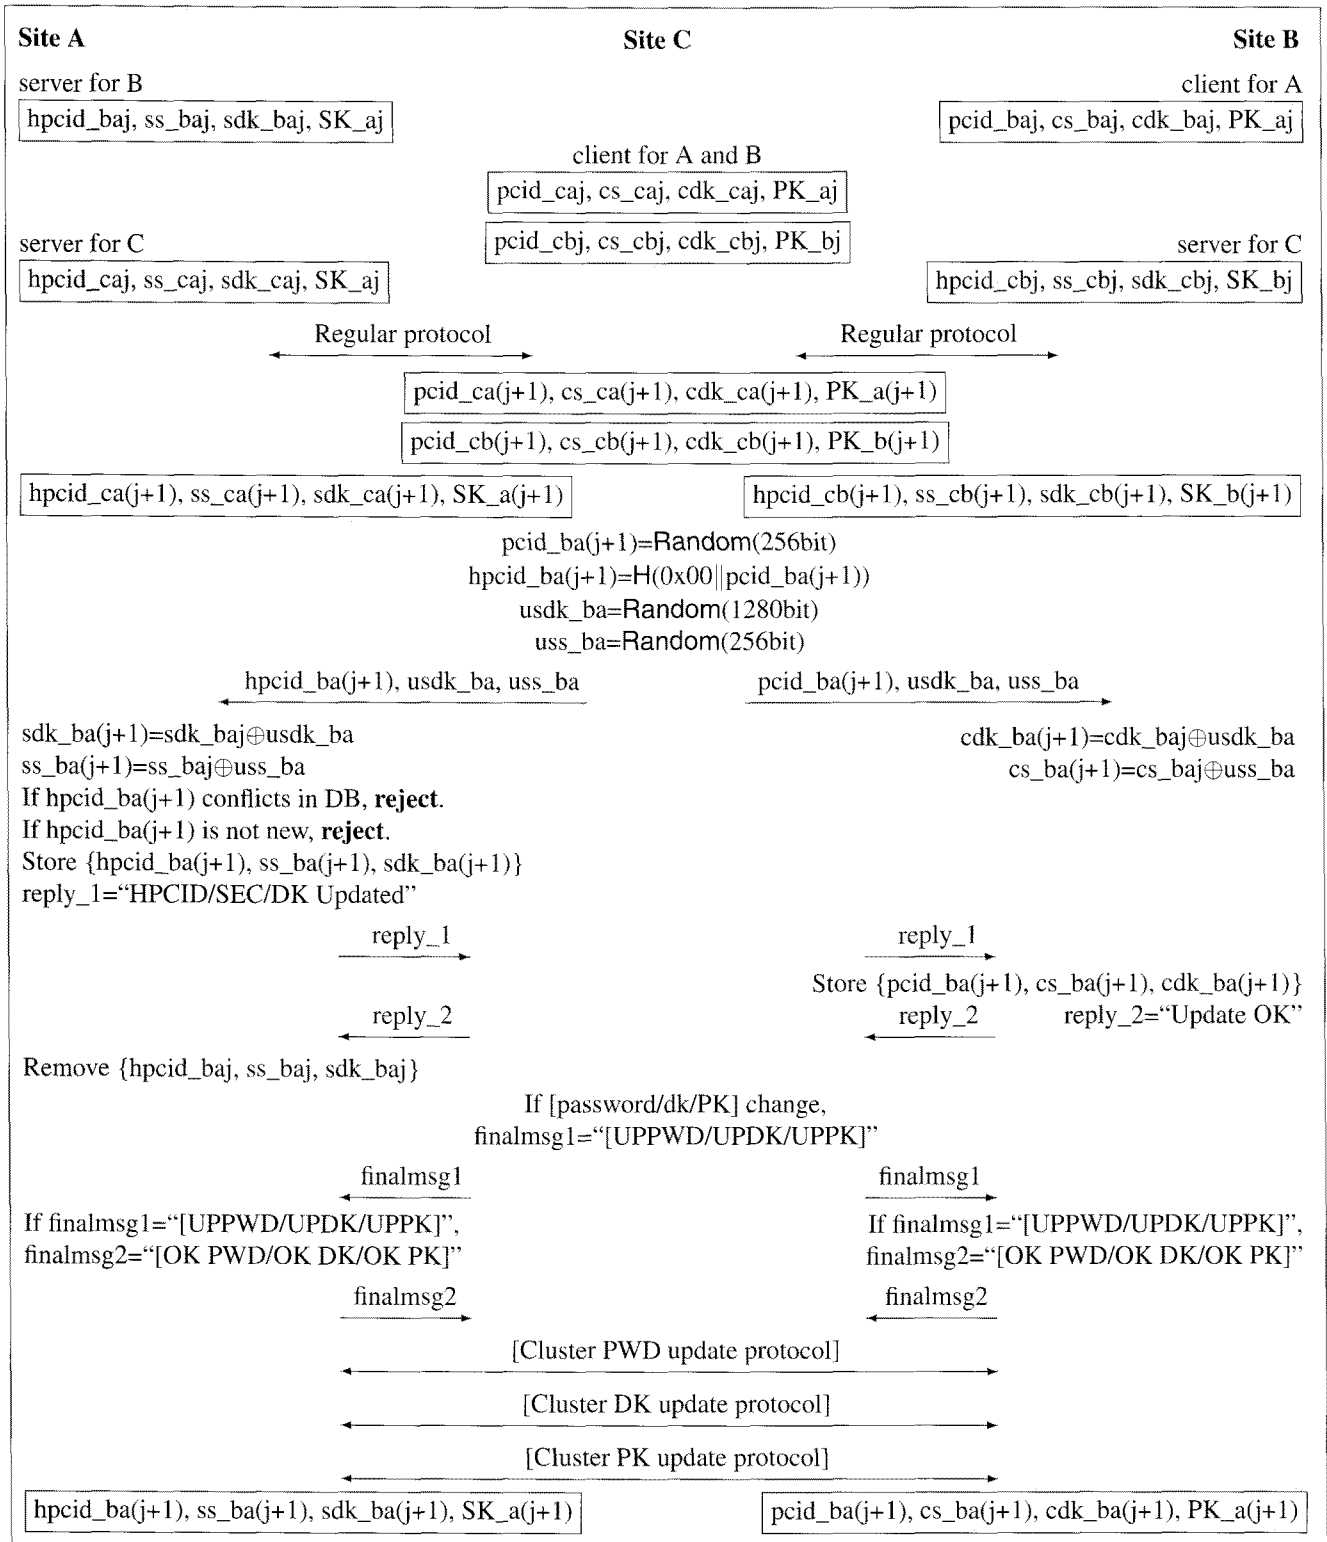 Site A
Site C
Site B
server for B
client for A
hpcid_baj, ss_baj, sdk_baj, SK_aj
pcid_baj, cs_baj, cdk_baj, PK_aj
client for A and B
pcid_caj, cs_caj, cdk_caj, PK_aj
pcid_cbj, cs_cbj, cdk_cbj, PK_bj
server for C
server for C
hpcid_caj, ss_caj, sdk_caj, SK_aj
hpcid_cbj, ss_cbj, sdk_cbj, SK_bj
Regular protocol
Regular protocol
pcid_ca(j+1), cs_ca(j+1), cdk_ca(j+1), PK_a(j+1)
pcid_cb(j+1), cs_cb(j+1), cdk_cb(j+1), PK_b(j+1)
hpcid_ca(j+1), ss_ca(j+1), sdk_ca(j+1), SK_a(j+1)
hpcid_cb(j+1), ss_cb(j+1), sdk_cb(j+1), SK_b(j+1)
pcid_ba(j+1)=Random(256bit)
hpcid_ba(j+1)=H(0x00||pcid_ba(j+1))
usdk_ba=Random(1280bit)
uss_ba=Random(256bit)
hpcid_ba(j+1), usdk_ba, uss_ba
pcid_ba(j+1), usdk_ba, uss_ba
sdk_ba(j+1)=sdk_baj⊕usdk_ba
cdk_ba(j+1)=cdk_baj⊕usdk_ba
ss_ba(j+1)=ss_baj⊕uss_ba
cs_ba(j+1)=cs_baj⊕uss_ba
If hpcid_ba(j+1) conflicts in DB, reject.
If hpcid_ba(j+1) is not new, reject.
Store {hpcid_ba(j+1), ss_ba(j+1), sdk_ba(j+1)}
reply_1=“HPCID/SEC/DK Updated”
reply_1
reply_1
Store {pcid_ba(j+1), cs_ba(j+1), cdk_ba(j+1)}
reply_2
reply_2
reply_2=“Update OK”
Remove {hpcid_baj, ss_baj, sdk_baj}
If [password/dk/PK] change,
finalmsg1=“[UPPWD/UPDK/UPPK]”
finalmsg1
finalmsg1
If finalmsg1=“[UPPWD/UPDK/UPPK]”,
If finalmsg1=“[UPPWD/UPDK/UPPK]”,
finalmsg2=“[OK PWD/OK DK/OK PK]”
finalmsg2=“[OK PWD/OK DK/OK PK]”
finalmsg2
finalmsg2
[Cluster PWD update protocol]
[Cluster DK update protocol]
[Cluster PK update protocol]
hpcid_ba(j+1), ss_ba(j+1), sdk_ba(j+1), SK_a(j+1)
pcid_ba(j+1), cs_ba(j+1), cdk_ba(j+1), PK_a(j+1)